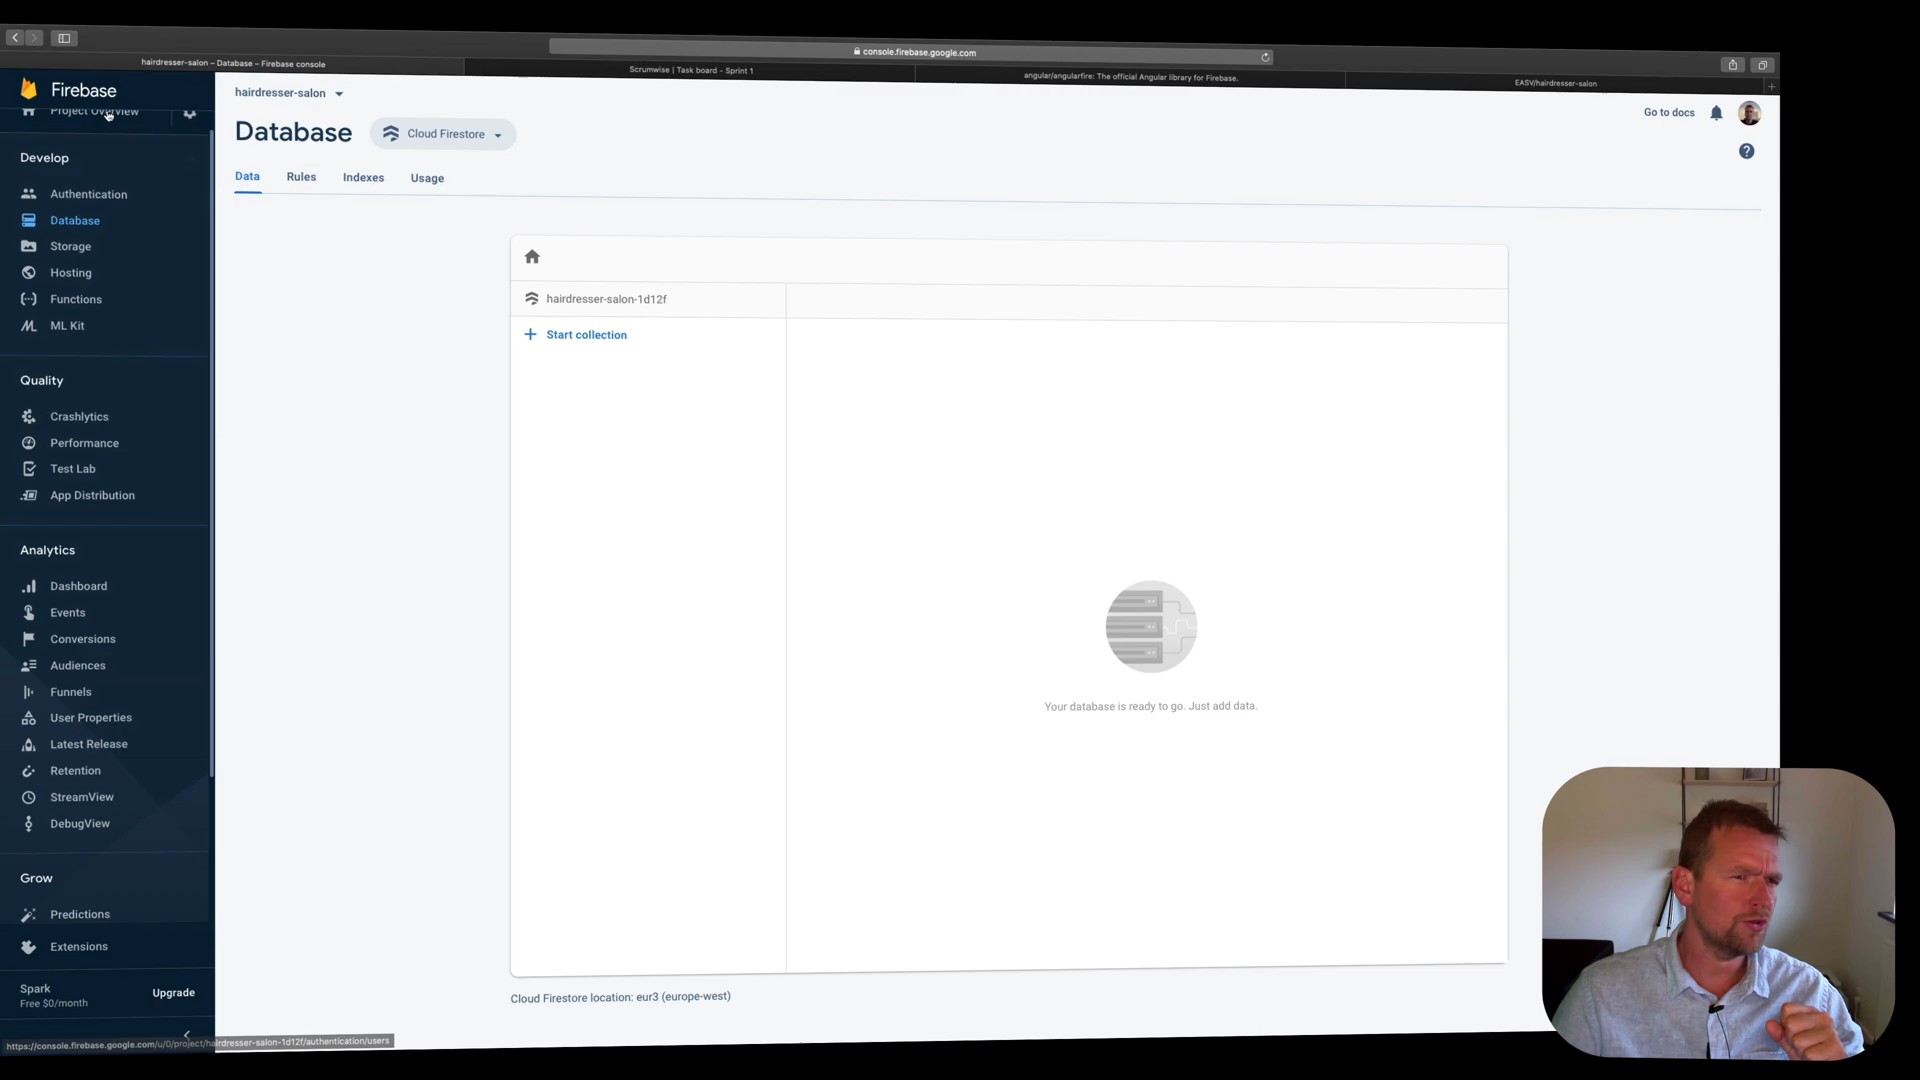 console.firebase.google.com
hairdresser-salon – Database – Firebase console
Scrumwise | Task board - Sprint 1
angular/angularfire: The official Angular library for Firebase.
EASV/hairdresser-salon
Firebase
Project Overview
Develop
Authentication
Database
Storage
Hosting
Functions
ML Kit
Quality
Crashlytics
Performance
Test Lab
App Distribution
Analytics
Dashboard
Events
Conversions
Audiences
Funnels
User Properties
Latest Release
Retention
StreamView
DebugView
Grow
Predictions
Extensions
Spark
Free $0/month
Upgrade
https://console.firebase.google.com/u/0/project/hairdresser-salon-1d12f/authentication/users
hairdresser-salon
Go to docs
Database
Cloud Firestore
Data
Rules
Indexes
Usage
hairdresser-salon-1d12f
+ Start collection
Your database is ready to go. Just add data.
Cloud Firestore location: eur3 (europe-west)